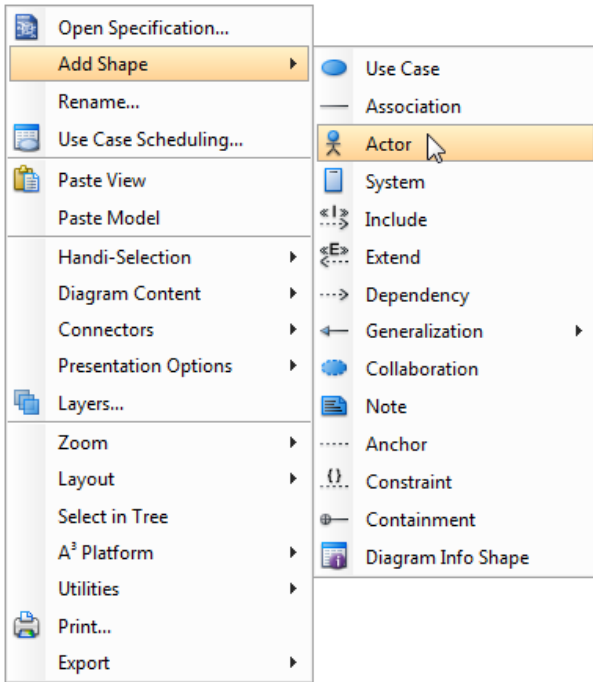 Open Specification...
Add Shape
Rename...
Use Case Scheduling...
Paste View
Paste Model
Handi-Selection
Diagram Content
Connectors
Presentation Options
Layers...
Zoom
Layout
Select in Tree
A³ Platform
Utilities
Print...
Export
Use Case
Association
Actor
System
«I» Include
«E» Extend
Dependency
Generalization
Collaboration
Note
Anchor
{} Constraint
Containment
Diagram Info Shape